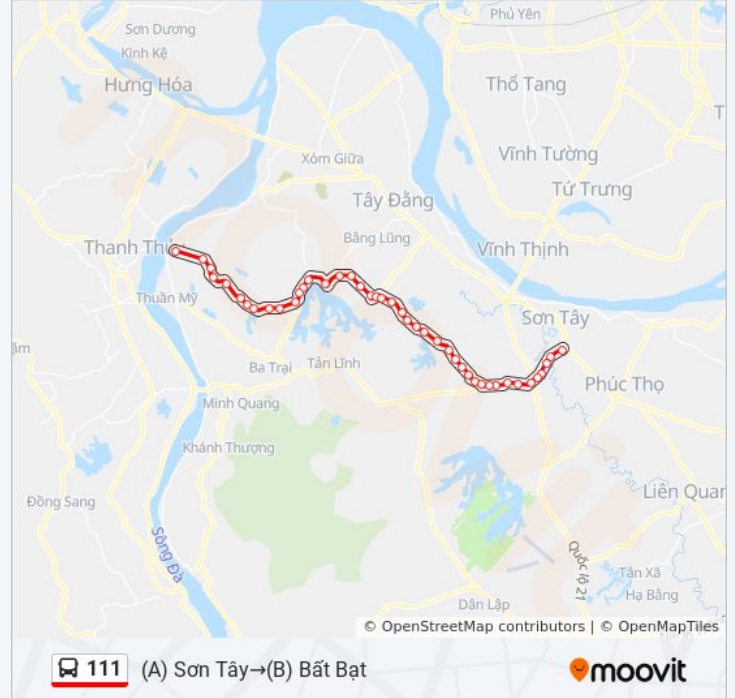 Phủ Yên
Sơn Dương
Kinh Kệ
Hưng Hóa
Thổ Tang
Xóm Giữa
Vĩnh Tường
Tứ Trưng
Tây Đằng
Bằng Lũng
Thanh
Vĩnh Thịnh
Thuần Mỹ
Sơn Tây
Ba Trại
Tản Lĩnh
Phúc Thọ
Minh Quang
Khánh Thượng
Liên Quan
Đồng Sang
Sông Đà
Quốc lộ 21
Tân Xã
Hạ Bằng
Dân Lập
© OpenStreetMap contributors | © OpenMapTiles
111 (A) Sơn Tây→(B) Bất Bạt
moovit